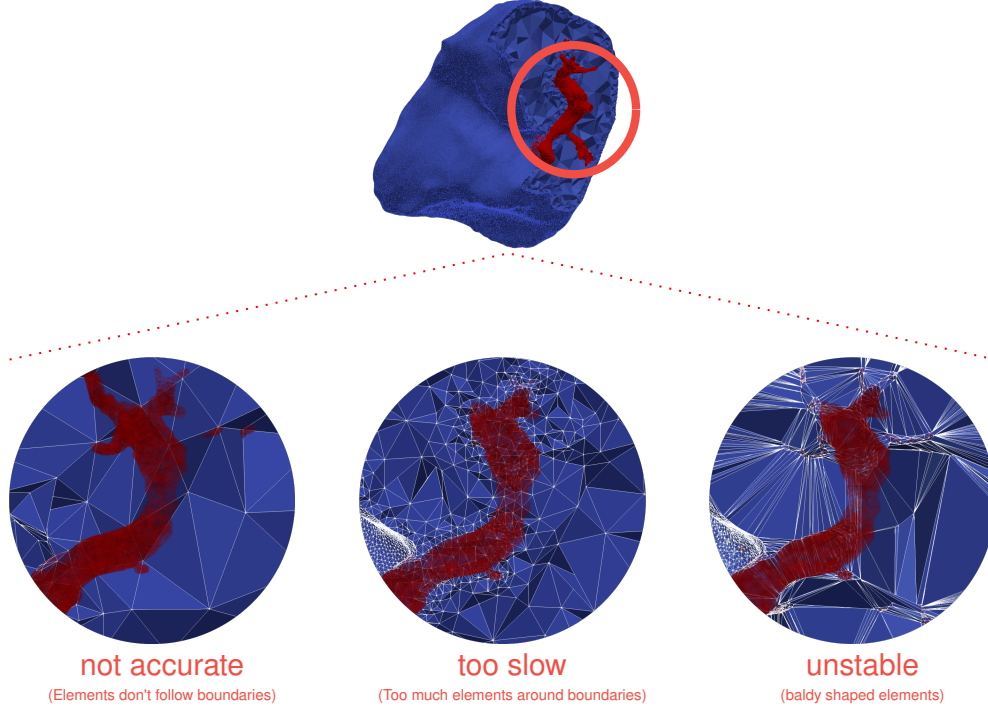 not accurate
(Elements don't follow boundaries)
too slow
(Too much elements around boundaries)
unstable
(baldy shaped elements)